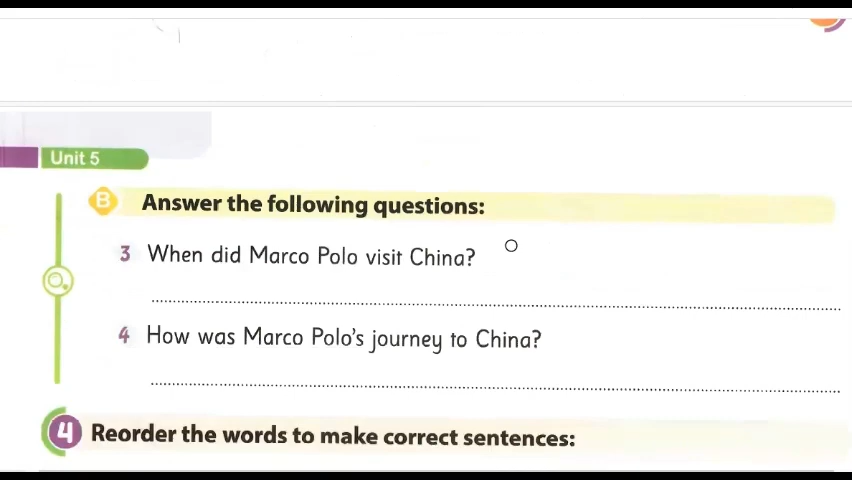 Unit 5
B Answer the following questions:
3 When did Marco Polo visit China?
4 How was Marco Polo's journey to China?
4 Reorder the words to make correct sentences: